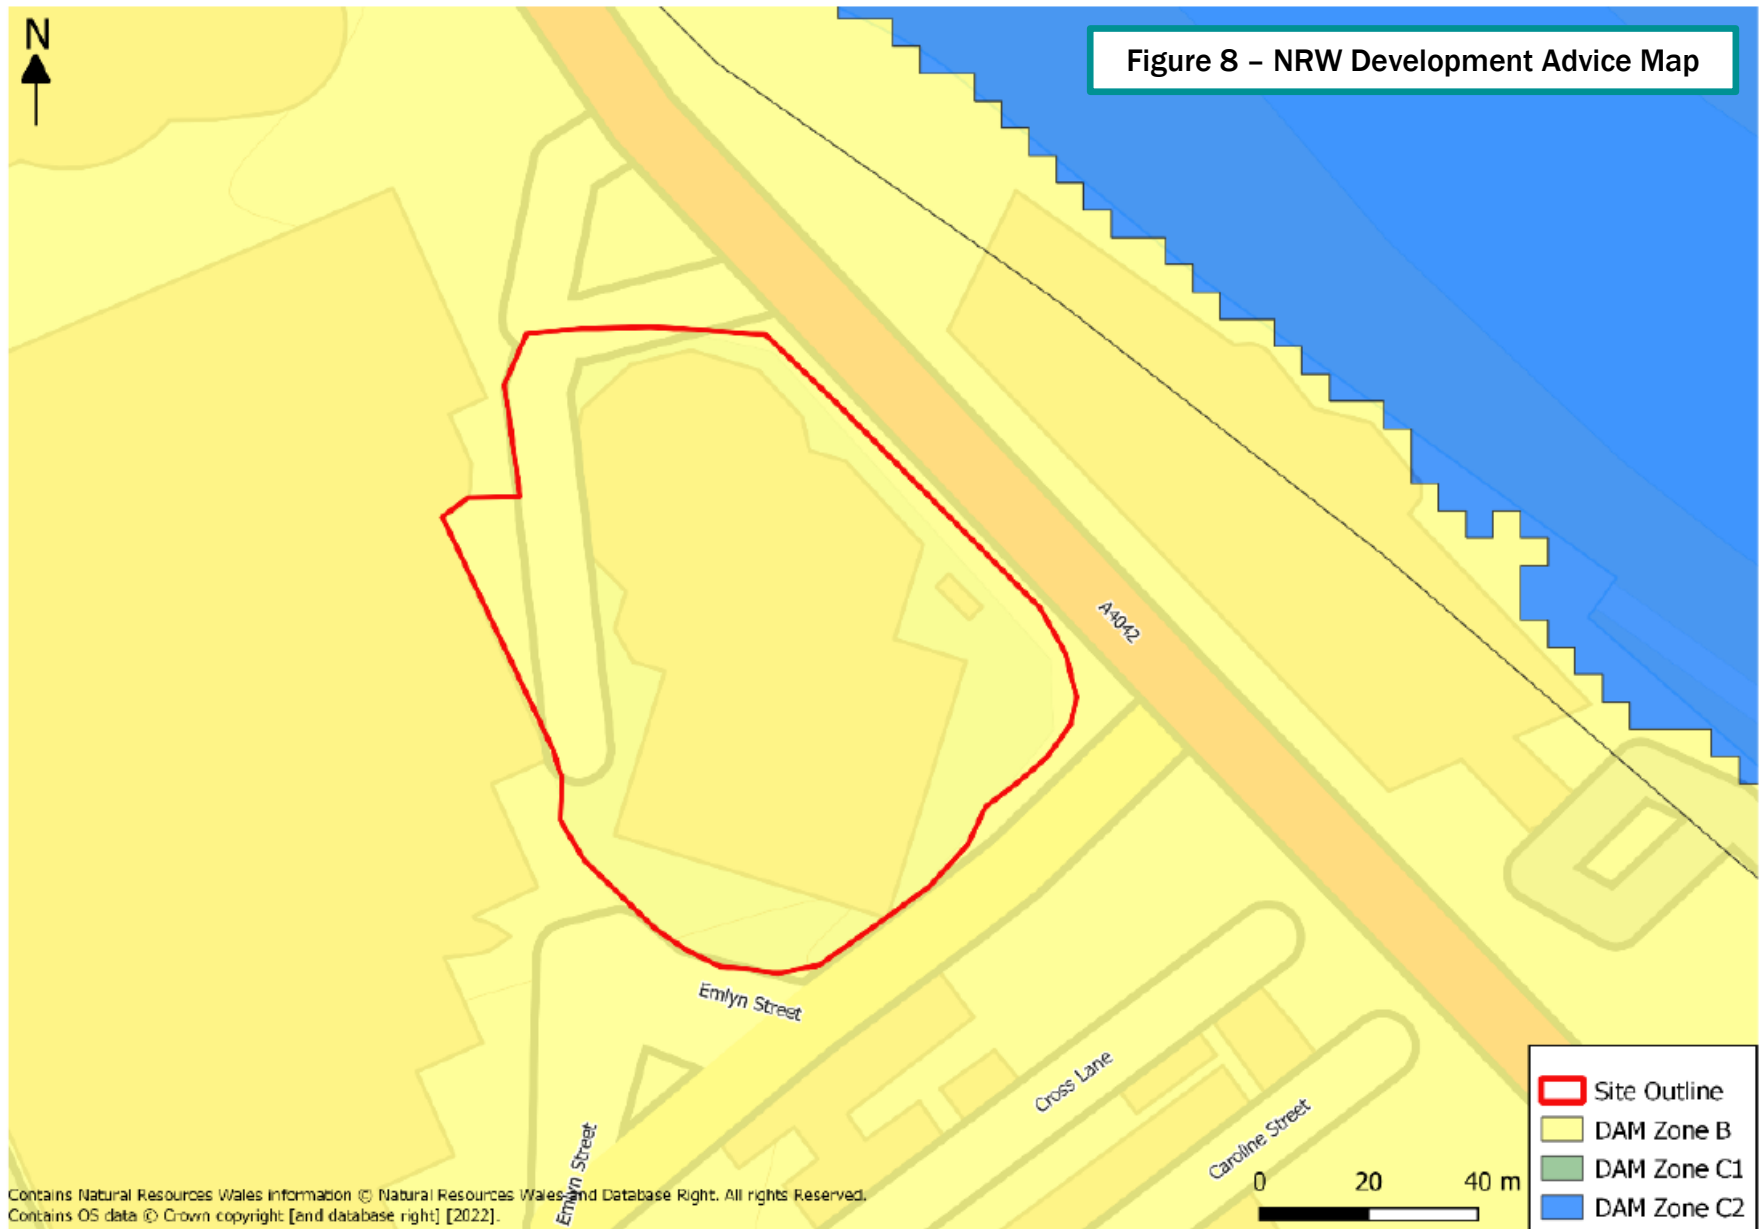 N
Figure 8 – NRW Development Advice Map
A4042
Emlyn Street
Cross Lane
Caroline Street
Emlyn Street
Site Outline
DAM Zone B
DAM Zone C1
DAM Zone C2
0 20 40 m
Contains Natural Resources Wales information © Natural Resources Wales and Database Right. All rights Reserved.
Contains OS data © Crown copyright [and database right] [2022].